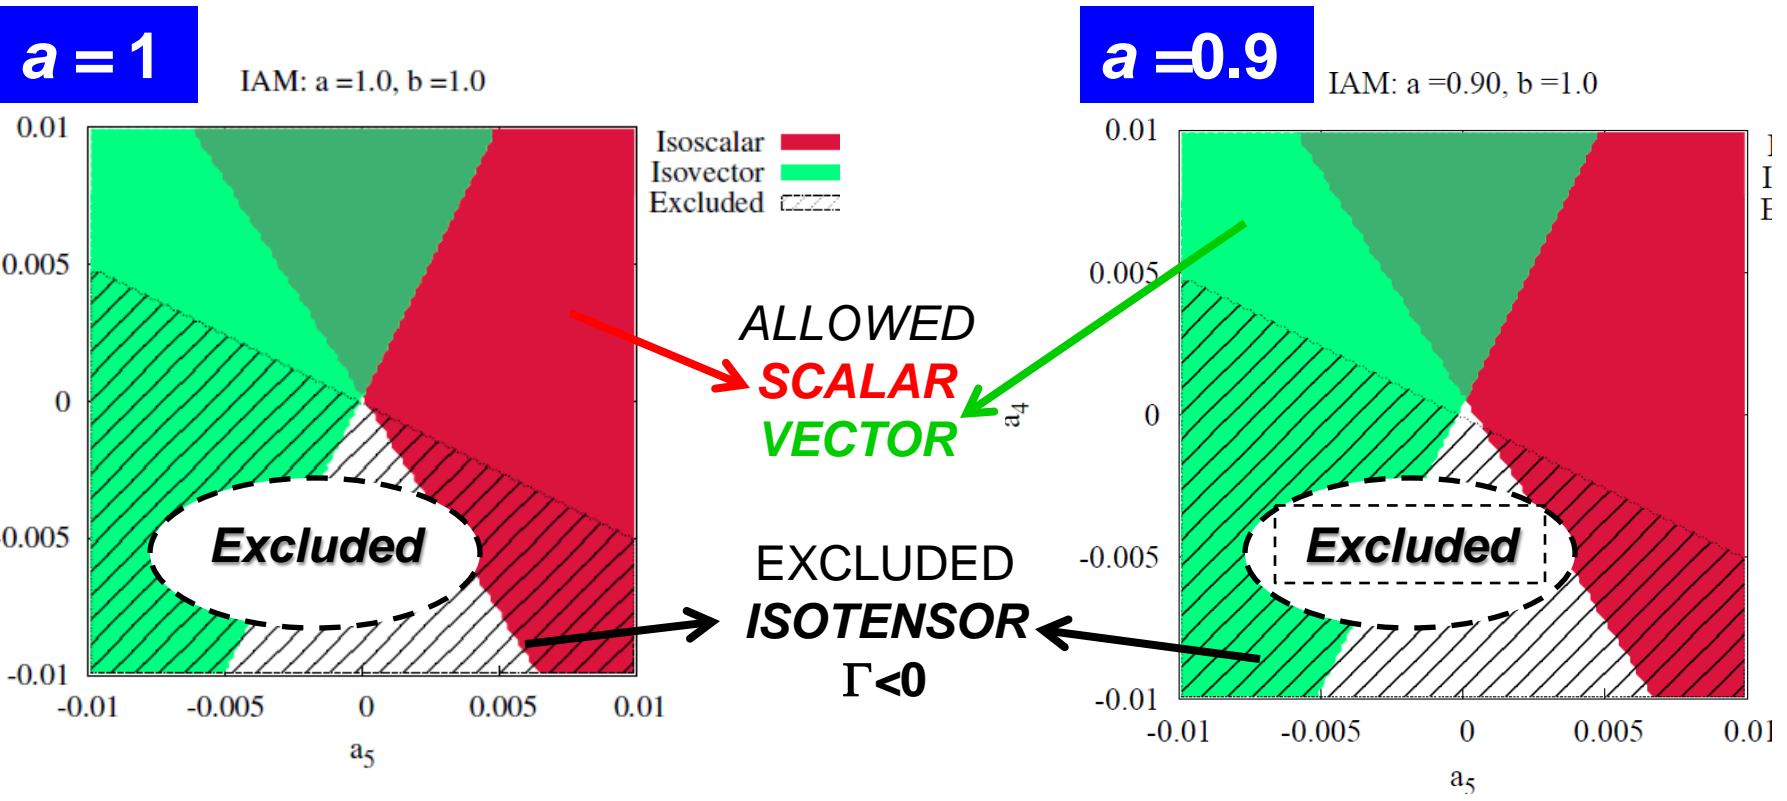 a = 1
IAM: a =1.0, b =1.0
0.01
0.005
0
0.005
-0.01
-0.01
-0.005
0
0.005
0.01
a5
Isoscalar
Isovector
Excluded
Excluded
ALLOWED
SCALAR
VECTOR
EXCLUDED
ISOTENSOR
Γ<0
a =0.9
IAM: a =0.90, b =1.0
0.01
0.005
0
-0.005
-0.01
a4
-0.01
-0.005
0
0.005
0.01
a5
I
I
E
Excluded